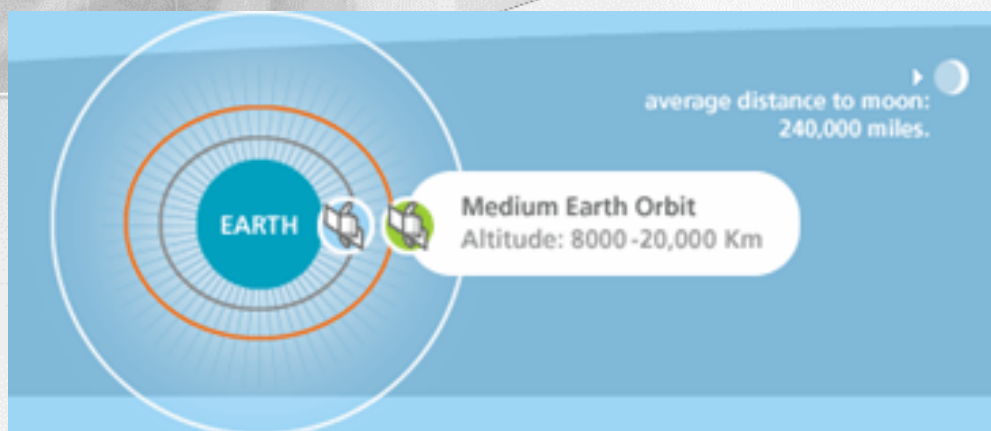 average distance to moon:
240,000 miles.
EARTH
Medium Earth Orbit
Altitude: 8000-20,000 Km